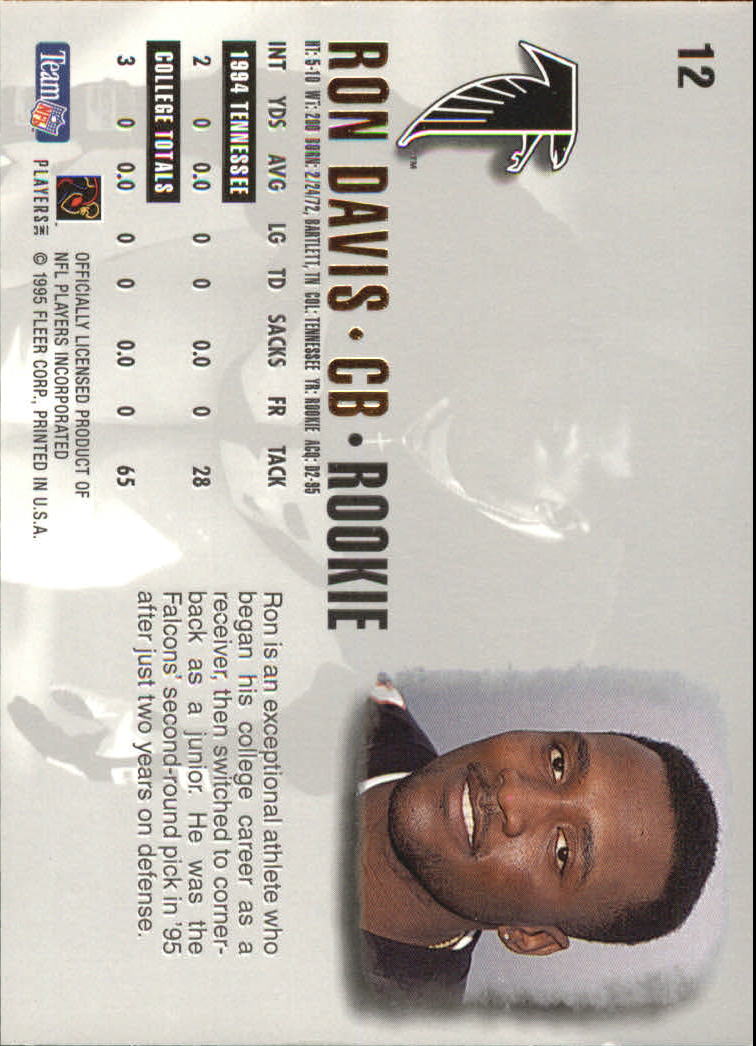 12
TM
RON DAVIS • CB • ROOKIE
HT: 5-10 WT: 200 BORN: 2/24/72, BARTLETT, TN COL: TENNESSEE YR: ROOKIE ACQ: D2-95
INT YDS AVG LG TD SACKS FR TACK
1994 TENNESSEE
2 0 0.0 0 0 0.0 0 28
COLLEGE TOTALS
3 0 0.0 0 0 0.0 0 65
Team NFL
PLAYERS INC
OFFICIALLY LICENSED PRODUCT OF
NFL PLAYERS INCORPORATED
© 1995 FLEER CORP., PRINTED IN U.S.A.
Ron is an exceptional athlete who
began his college career as a
receiver, then switched to corner-
back as a junior. He was the
Falcons' second-round pick in '95
after just two years on defense.